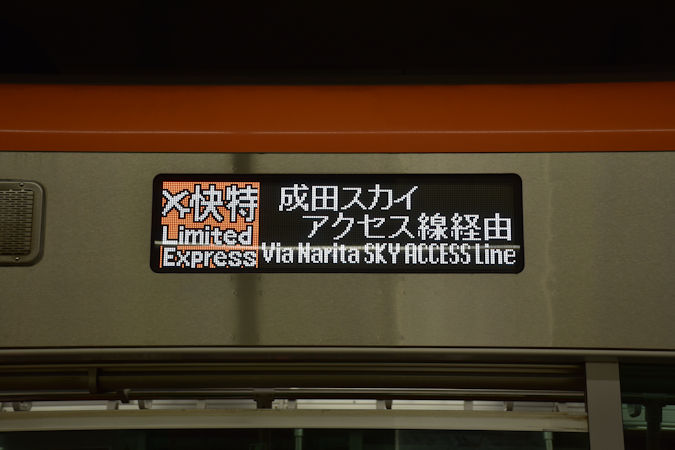 ✈快特
Limited
Express
成田スカイ
アクセス線経由
Via Narita SKY ACCESS Line